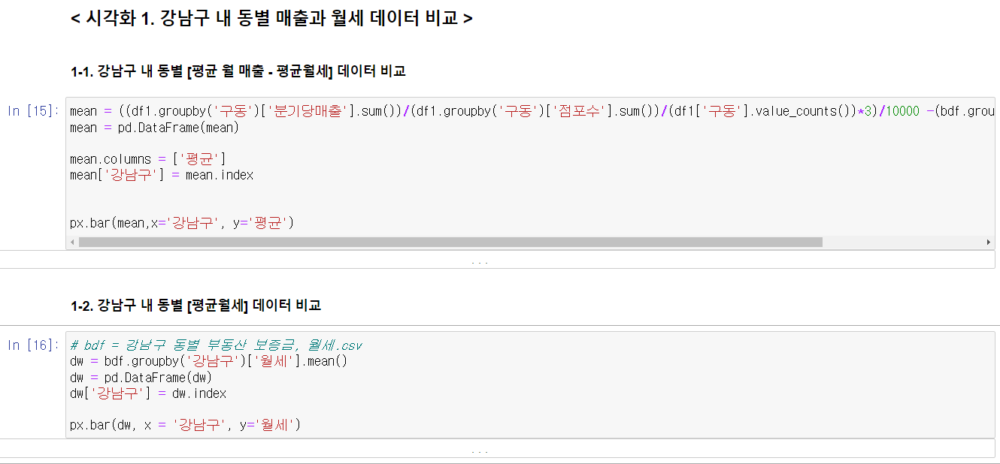 < 시각화 1. 강남구 내 동별 매출과 월세 데이터 비교 >
1-1. 강남구 내 동별 [평균 월 매출 - 평균월세] 데이터 비교
In [15]:
mean = ((df1.groupby('구동')['분기당매출'].sum())/(df1.groupby('구동')['점포수'].sum())/(df1['구동'].value_counts())*3)/10000 -(bdf.grou
mean = pd.DataFrame(mean)
mean.columns = ['평균']
mean['강남구'] = mean.index
px.bar(mean,x='강남구', y='평균')
...
1-2. 강남구 내 동별 [평균월세] 데이터 비교
In [16]:
# bdf = 강남구 동별 부동산 보증금, 월세.csv
dw = bdf.groupby('강남구')['월세'].mean()
dw = pd.DataFrame(dw)
dw['강남구'] = dw.index
px.bar(dw, x = '강남구', y='월세')
...